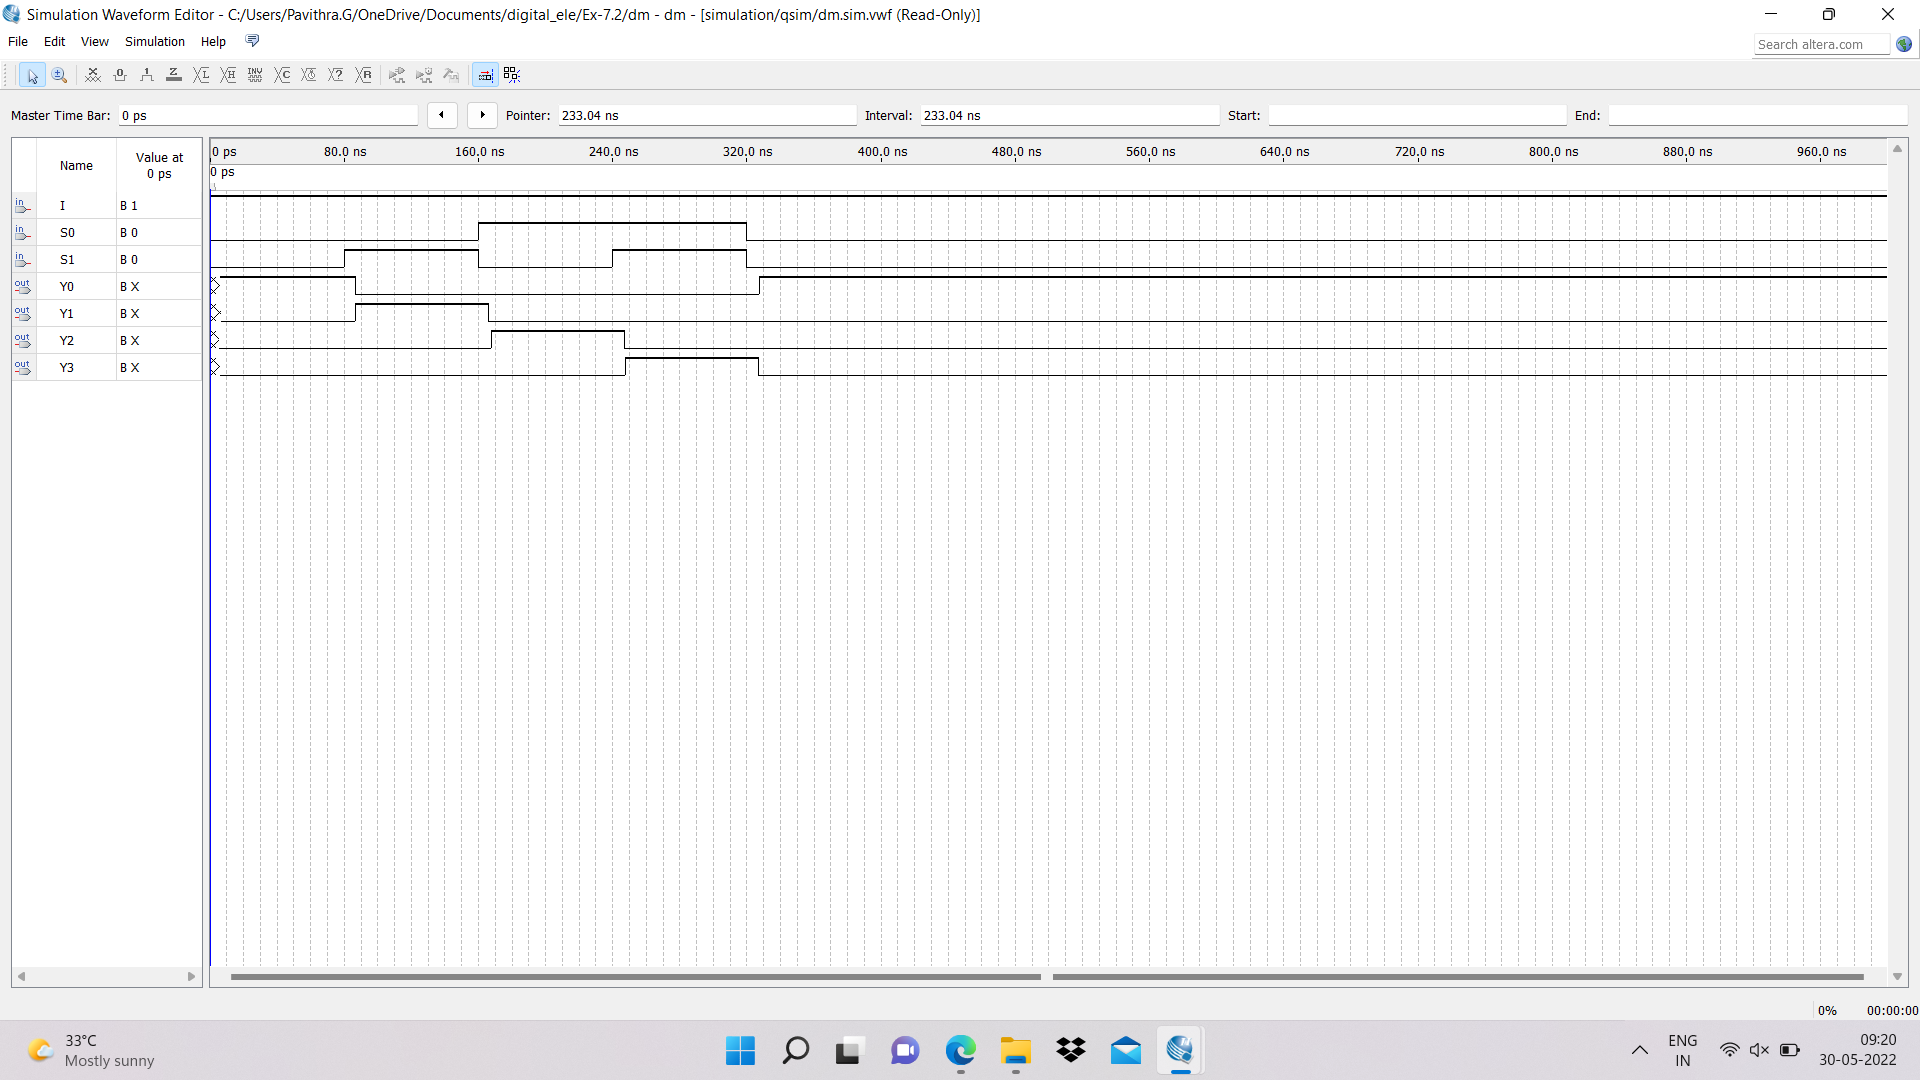 Simulation Waveform Editor - C:/Users/Pavithra.G/OneDrive/Documents/digital_ele/Ex-7.2/dm - dm - [simulation/qsim/dm.sim.vwf (Read-Only)]
File Edit View Simulation Help
Search altera.com
Master Time Bar: 0 ps Pointer: 233.04 ns Interval: 233.04 ns Start: End:
Name Value at 0 ps
0 ps 80.0 ns 160.0 ns 240.0 ns 320.0 ns 400.0 ns 480.0 ns 560.0 ns 640.0 ns 720.0 ns 800.0 ns 880.0 ns 960.0 ns
0 ps
in I B 1
in S0 B 0
in S1 B 0
out Y0 B X
out Y1 B X
out Y2 B X
out Y3 B X
0% 00:00:00
33°C
Mostly sunny
ENG
IN
09:20
30-05-2022